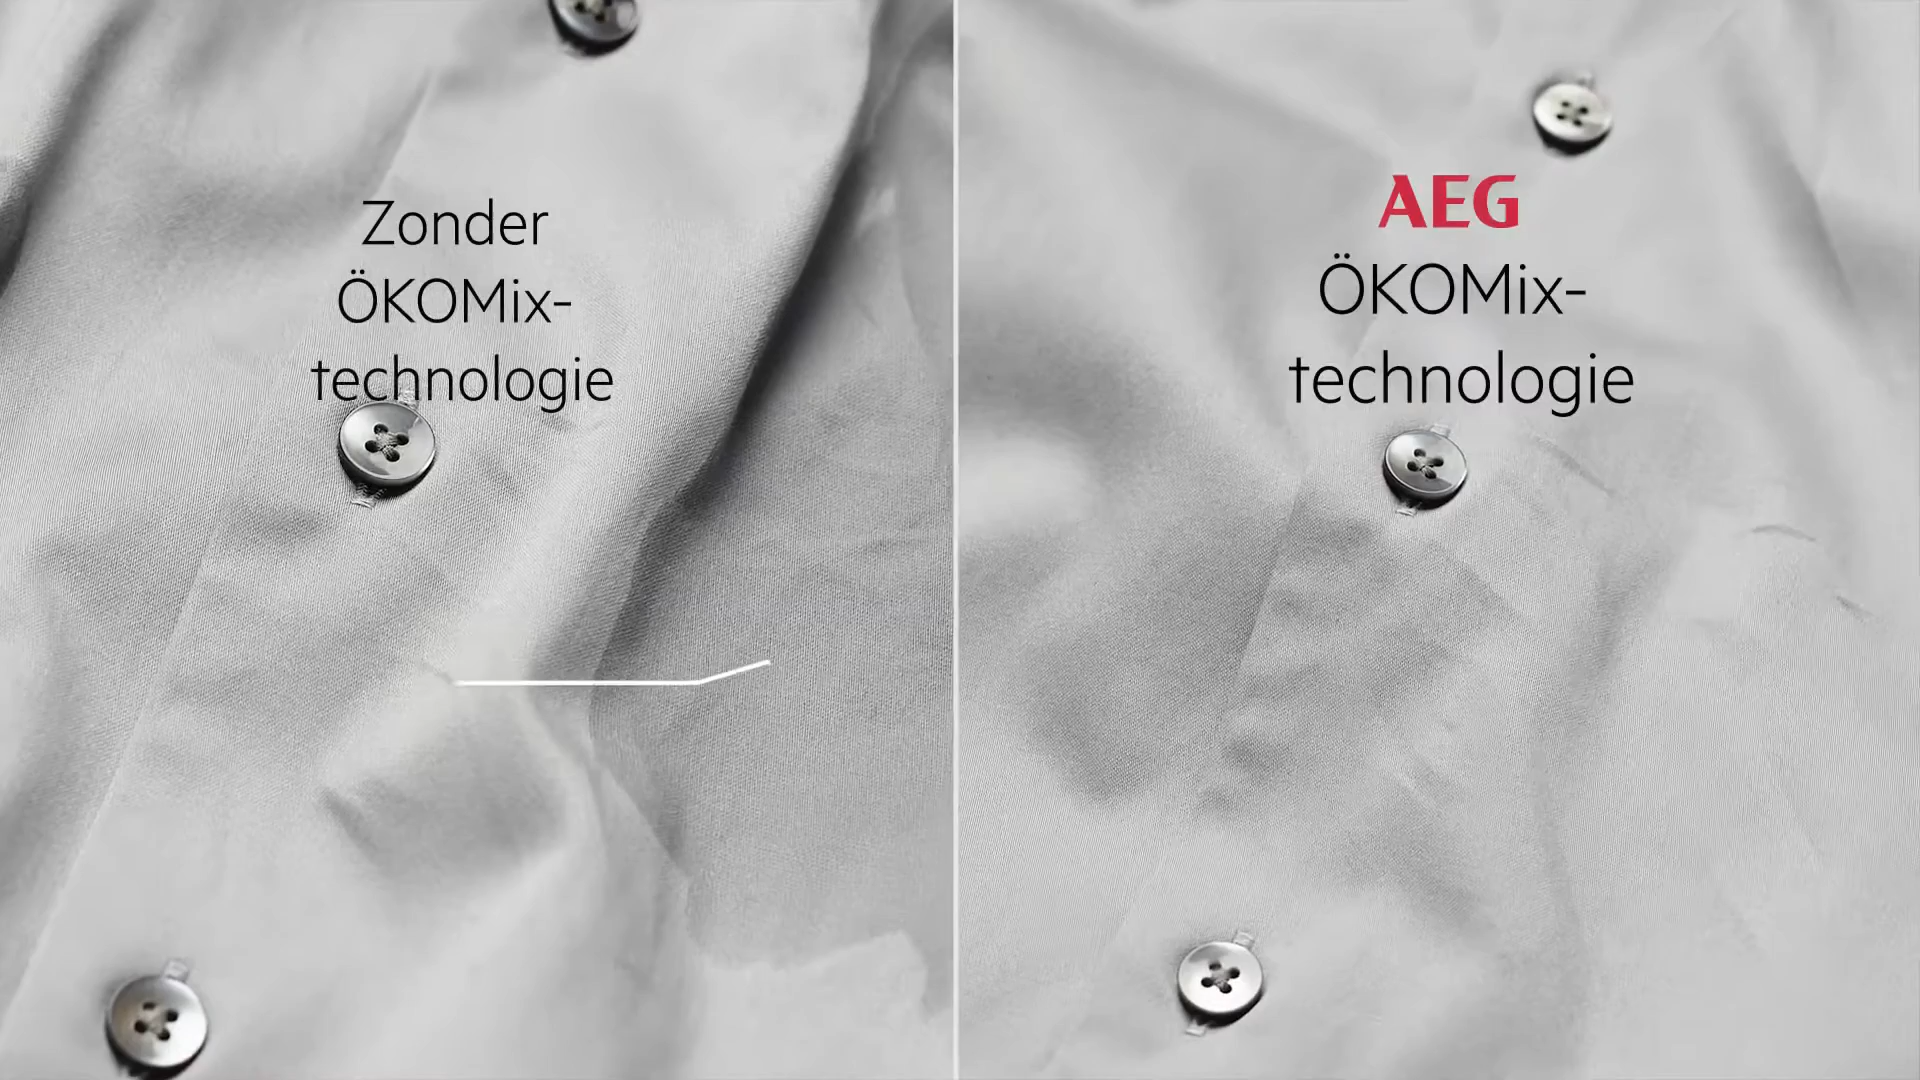 Zonder
ÖKOMix-
technologie
AEG
ÖKOMix-
technologie